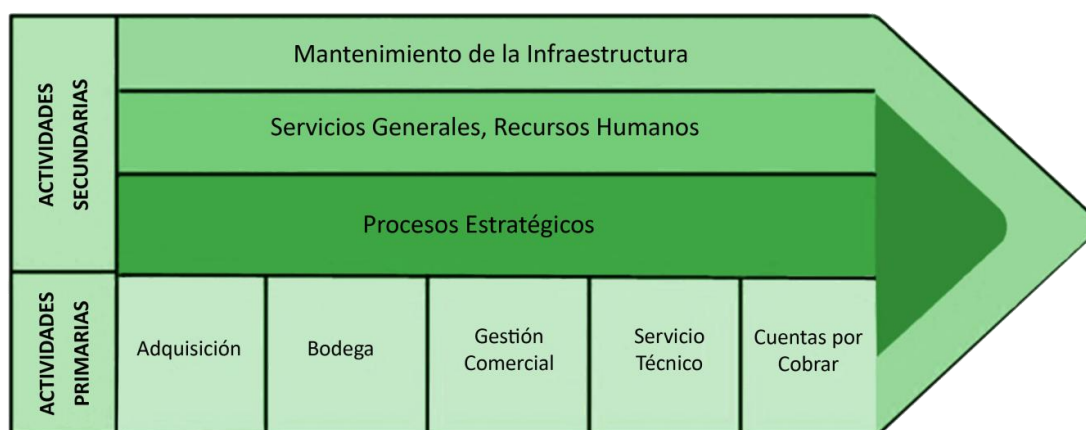 ACTIVIDADES
SECUNDARIAS
Mantenimiento de la Infraestructura
Servicios Generales, Recursos Humanos
Procesos Estratégicos
ACTIVIDADES
PRIMARIAS
Adquisición
Bodega
Gestión
Comercial
Servicio
Técnico
Cuentas por
Cobrar